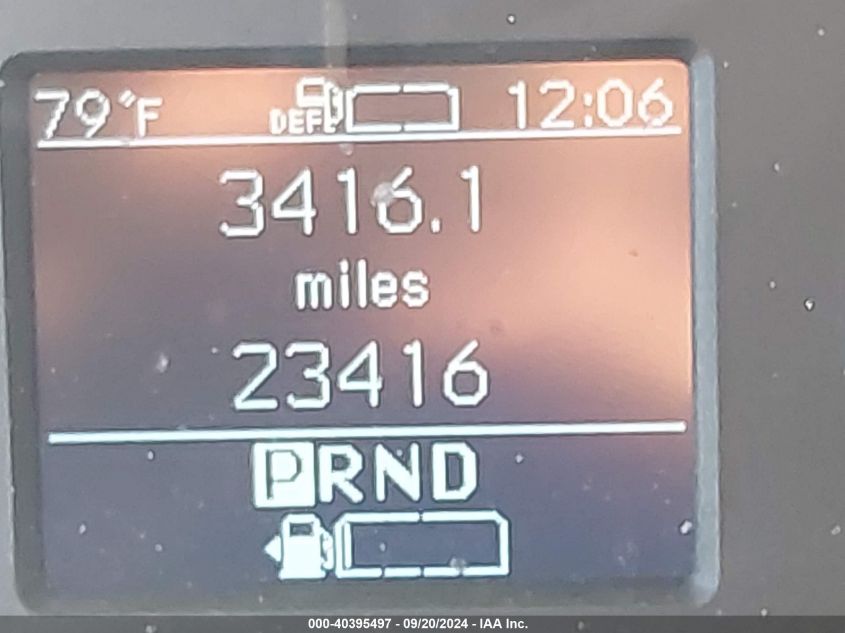 79°F DEF 12:06
3416.1
miles
23416
PRND
000-40395497 - 09/20/2024 - IAA Inc.